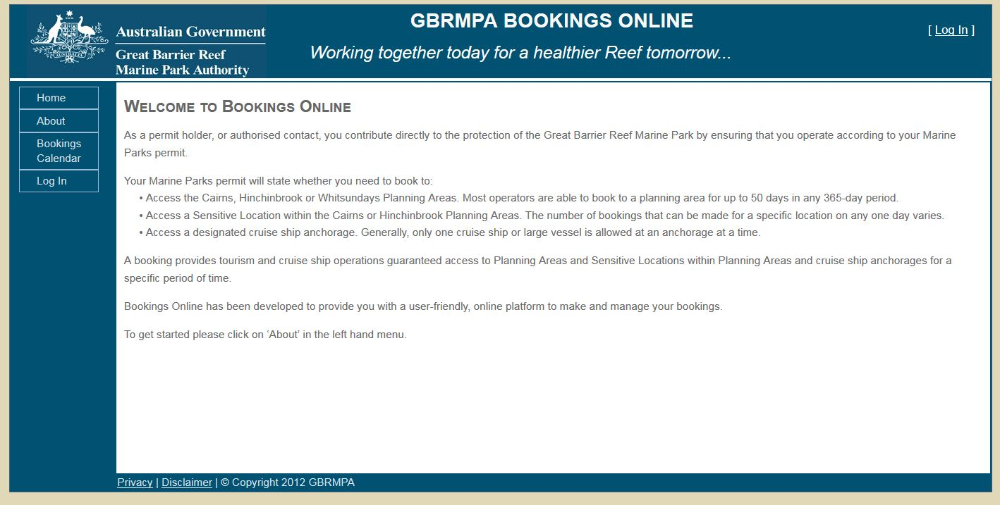 GBRMPA BOOKINGS ONLINE
Australian Government
Great Barrier Reef
Marine Park Authority
Working together today for a healthier Reef tomorrow...
[ Log In ]
Home
About
Bookings
Calendar
Log In
WELCOME TO BOOKINGS ONLINE
As a permit holder, or authorised contact, you contribute directly to the protection of the Great Barrier Reef Marine Park by ensuring that you operate according to your Marine
Parks permit.
Your Marine Parks permit will state whether you need to book to:
• Access the Cairns, Hinchinbrook or Whitsundays Planning Areas. Most operators are able to book to a planning area for up to 50 days in any 365-day period.
• Access a Sensitive Location within the Cairns or Hinchinbrook Planning Areas. The number of bookings that can be made for a specific location on any one day varies.
• Access a designated cruise ship anchorage. Generally, only one cruise ship or large vessel is allowed at an anchorage at a time.
A booking provides tourism and cruise ship operations guaranteed access to Planning Areas and Sensitive Locations within Planning Areas and cruise ship anchorages for a
specific period of time.
Bookings Online has been developed to provide you with a user-friendly, online platform to make and manage your bookings.
To get started please click on ‘About’ in the left hand menu.
Privacy | Disclaimer | © Copyright 2012 GBRMPA
AUSTRALIA